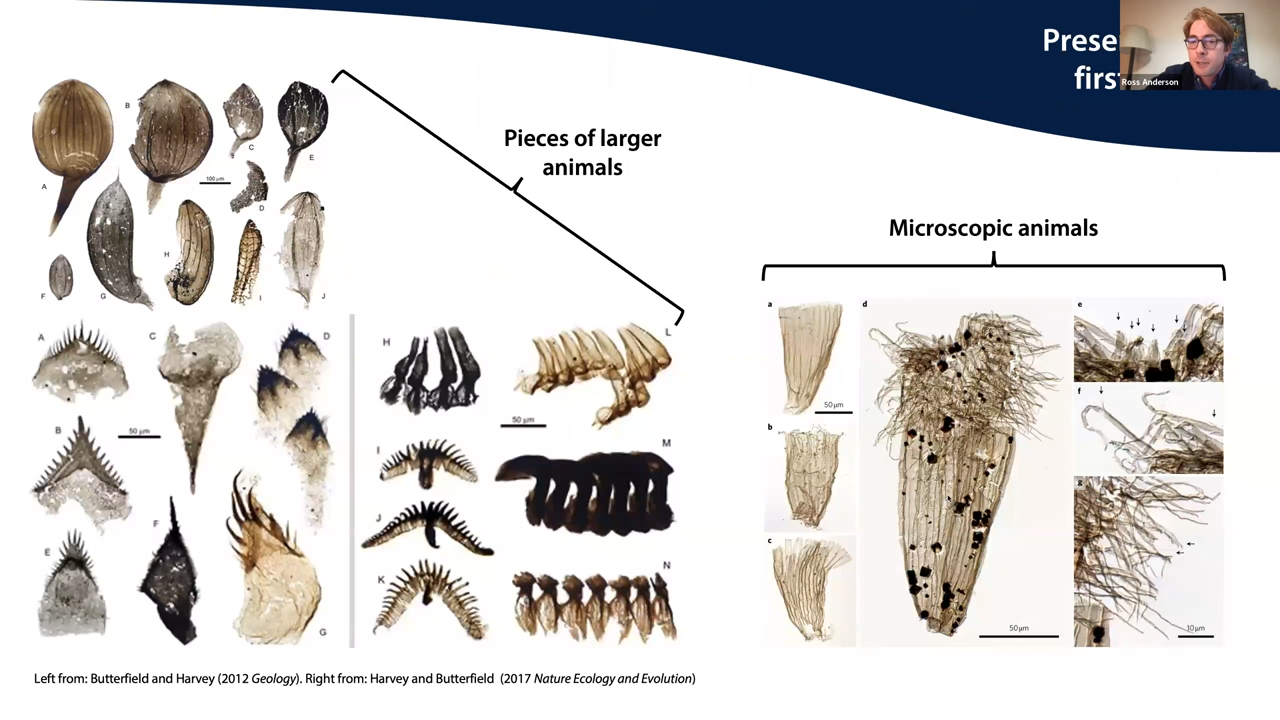 Prese
firs
Ross Anderson
Pieces of larger
animals
Microscopic animals
A
B
C
E
100 µm
D
F
G
H
I
J
A
C
D
50 µm
B
E
F
G
H
L
50 µm
I
M
J
K
N
a
50 µm
b
c
d
50 µm
e
f
g
10 µm
Left from: Butterfield and Harvey (2012 Geology). Right from: Harvey and Butterfield (2017 Nature Ecology and Evolution)